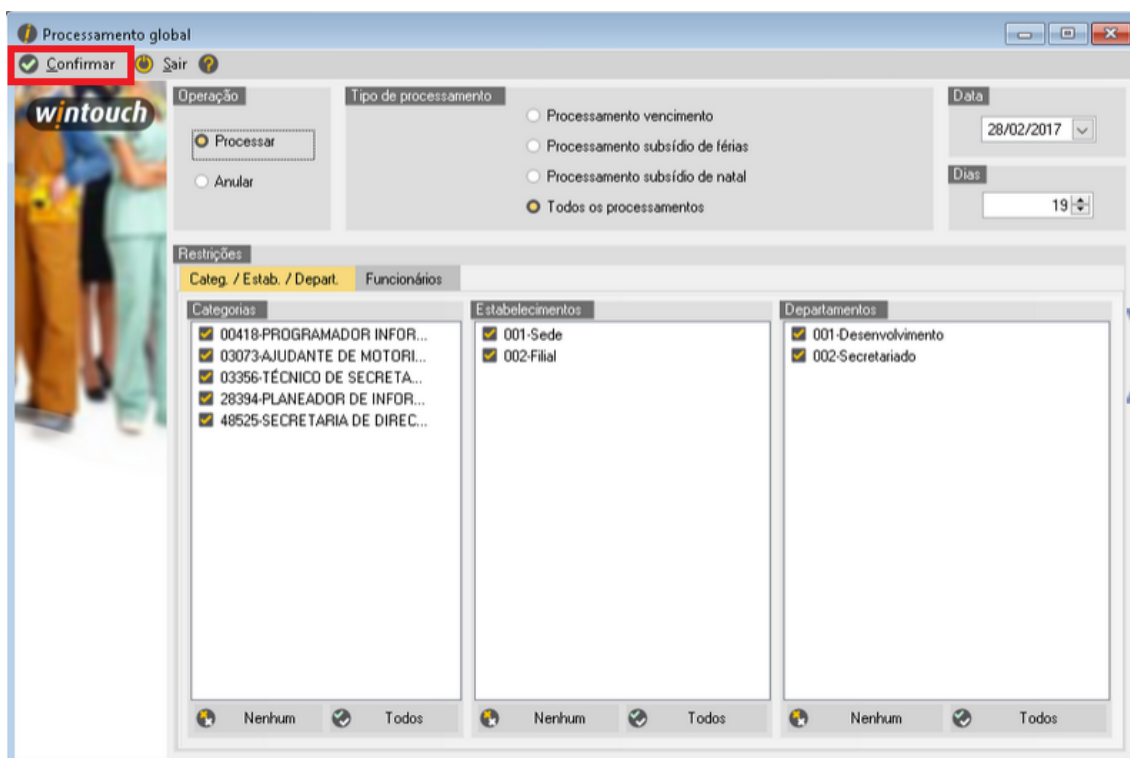 Processamento global
Confirmar Sair
wintouch
Operação
Processar
Anular
Tipo de processamento
Processamento vencimento
Processamento subsídio de férias
Processamento subsídio de natal
Todos os processamentos
Data
28/02/2017
Dias
19
Restrições
Categ. / Estab. / Depart. Funcionários
Categorias
00418-PROGRAMADOR INFOR...
03073-AJUDANTE DE MOTORI...
03356-TÉCNICO DE SECRETA...
28394-PLANEADOR DE INFOR...
48525-SECRETARIA DE DIREC...
Nenhum Todos
Estabelecimentos
001-Sede
002-Filial
Nenhum Todos
Departamentos
001-Desenvolvimento
002-Secretariado
Nenhum Todos